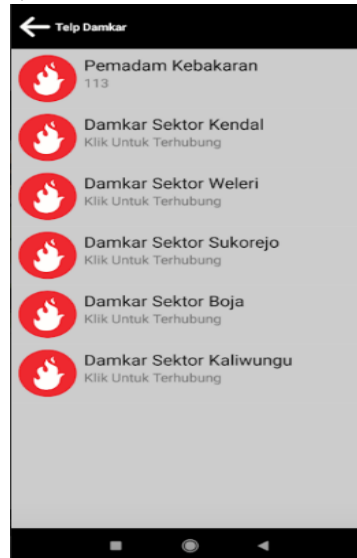 Telp Damkar
Pemadam Kebakaran
113
Damkar Sektor Kendal
Klik Untuk Terhubung
Damkar Sektor Weleri
Klik Untuk Terhubung
Damkar Sektor Sukorejo
Klik Untuk Terhubung
Damkar Sektor Boja
Klik Untuk Terhubung
Damkar Sektor Kaliwungu
Klik Untuk Terhubung